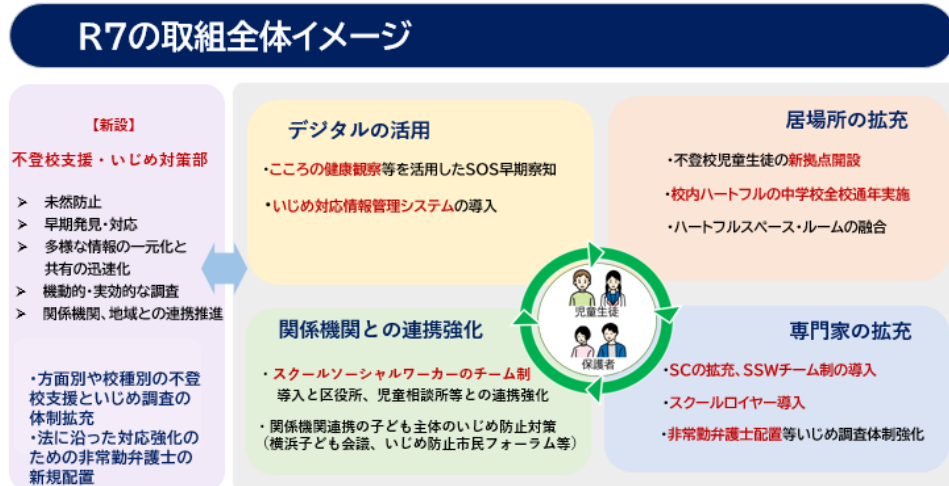 R7の取組全体イメージ
【新設】
不登校支援・いじめ対策部
➢ 未然防止
➢ 早期発見・対応
➢ 多様な情報の一元化と
共有の迅速化
➢ 機動的・実効的な調査
➢ 関係機関、地域との連携推進
・方面別や校種別の不登
校支援といじめ調査の
体制拡充
・法に沿った対応強化の
ための非常勤弁護士の
新規配置
デジタルの活用
・こころの健康観察等を活用したSOS早期察知
・いじめ対応情報管理システムの導入
居場所の拡充
・不登校児童生徒の新拠点開設
・校内ハートフルの中学校全校通年実施
・ハートフルスペース・ルームの融合
児童生徒
保護者
関係機関との連携強化
・スクールソーシャルワーカーのチーム制
導入と区役所、児童相談所等との連携強化
・関係機関連携の子ども主体のいじめ防止対策
（横浜子ども会議、いじめ防止市民フォーラム等）
専門家の拡充
・SCの拡充、SSWチーム制の導入
・スクールロイヤー導入
・非常勤弁護士配置等いじめ調査体制強化